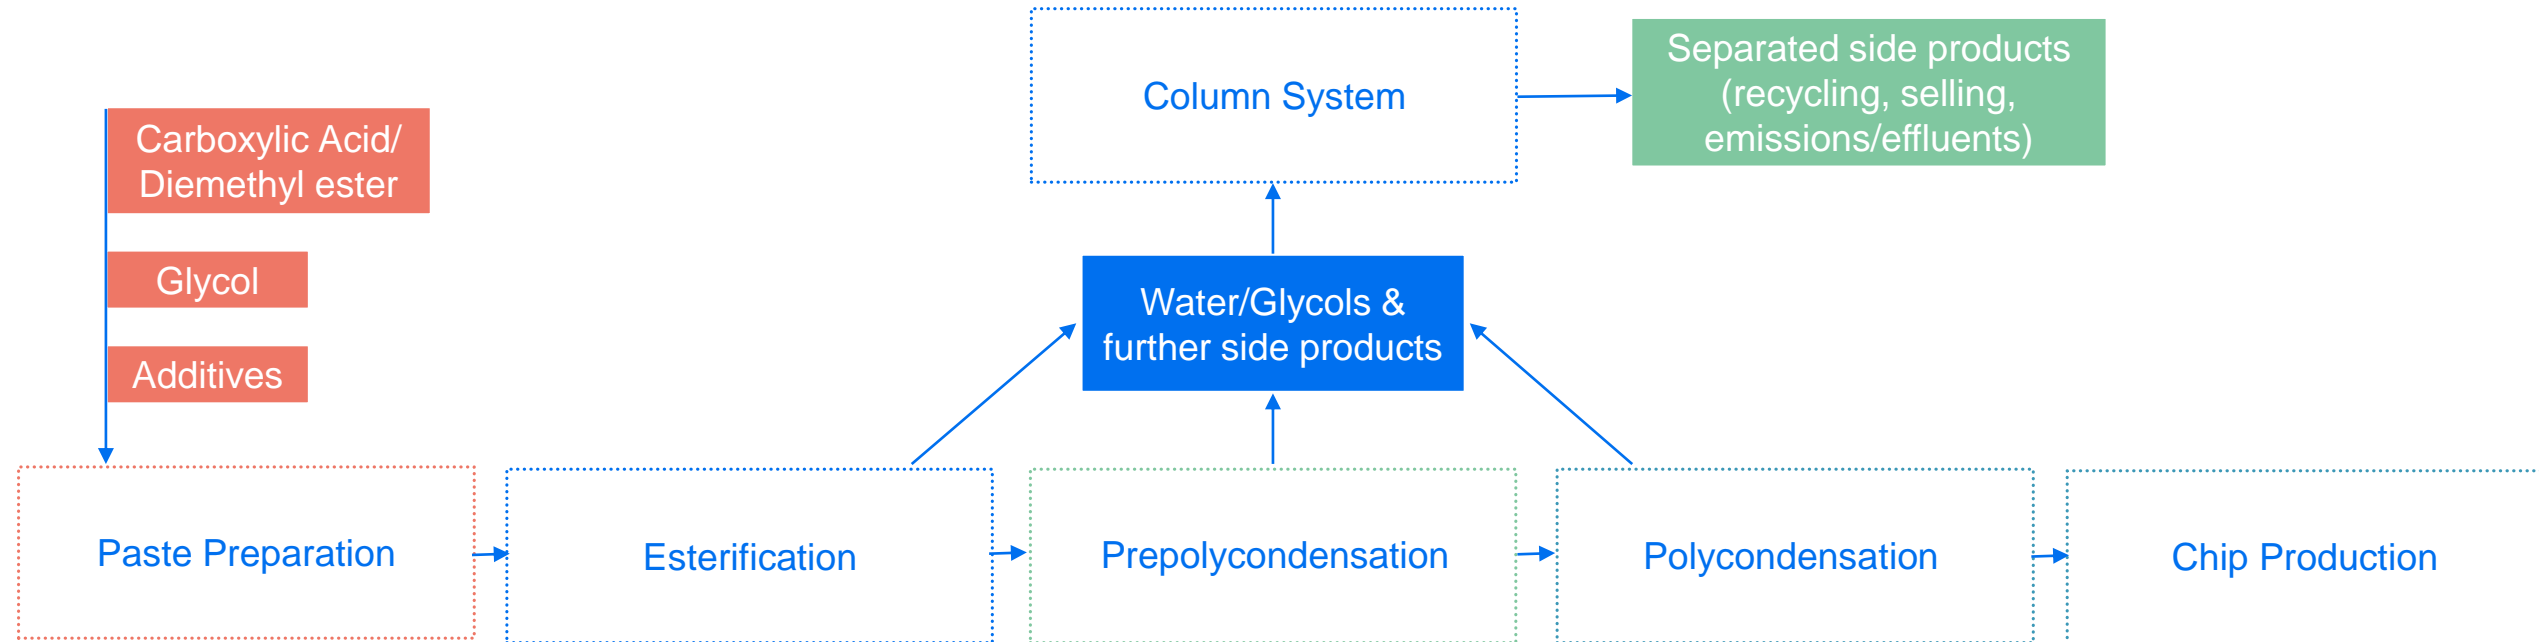 Column System
Separated side products
(recycling, selling,
emissions/effluents)
Carboxylic Acid/
Diemethyl ester
Glycol
Additives
Water/Glycols &
further side products
Paste Preparation
Esterification
Prepolycondensation
Polycondensation
Chip Production